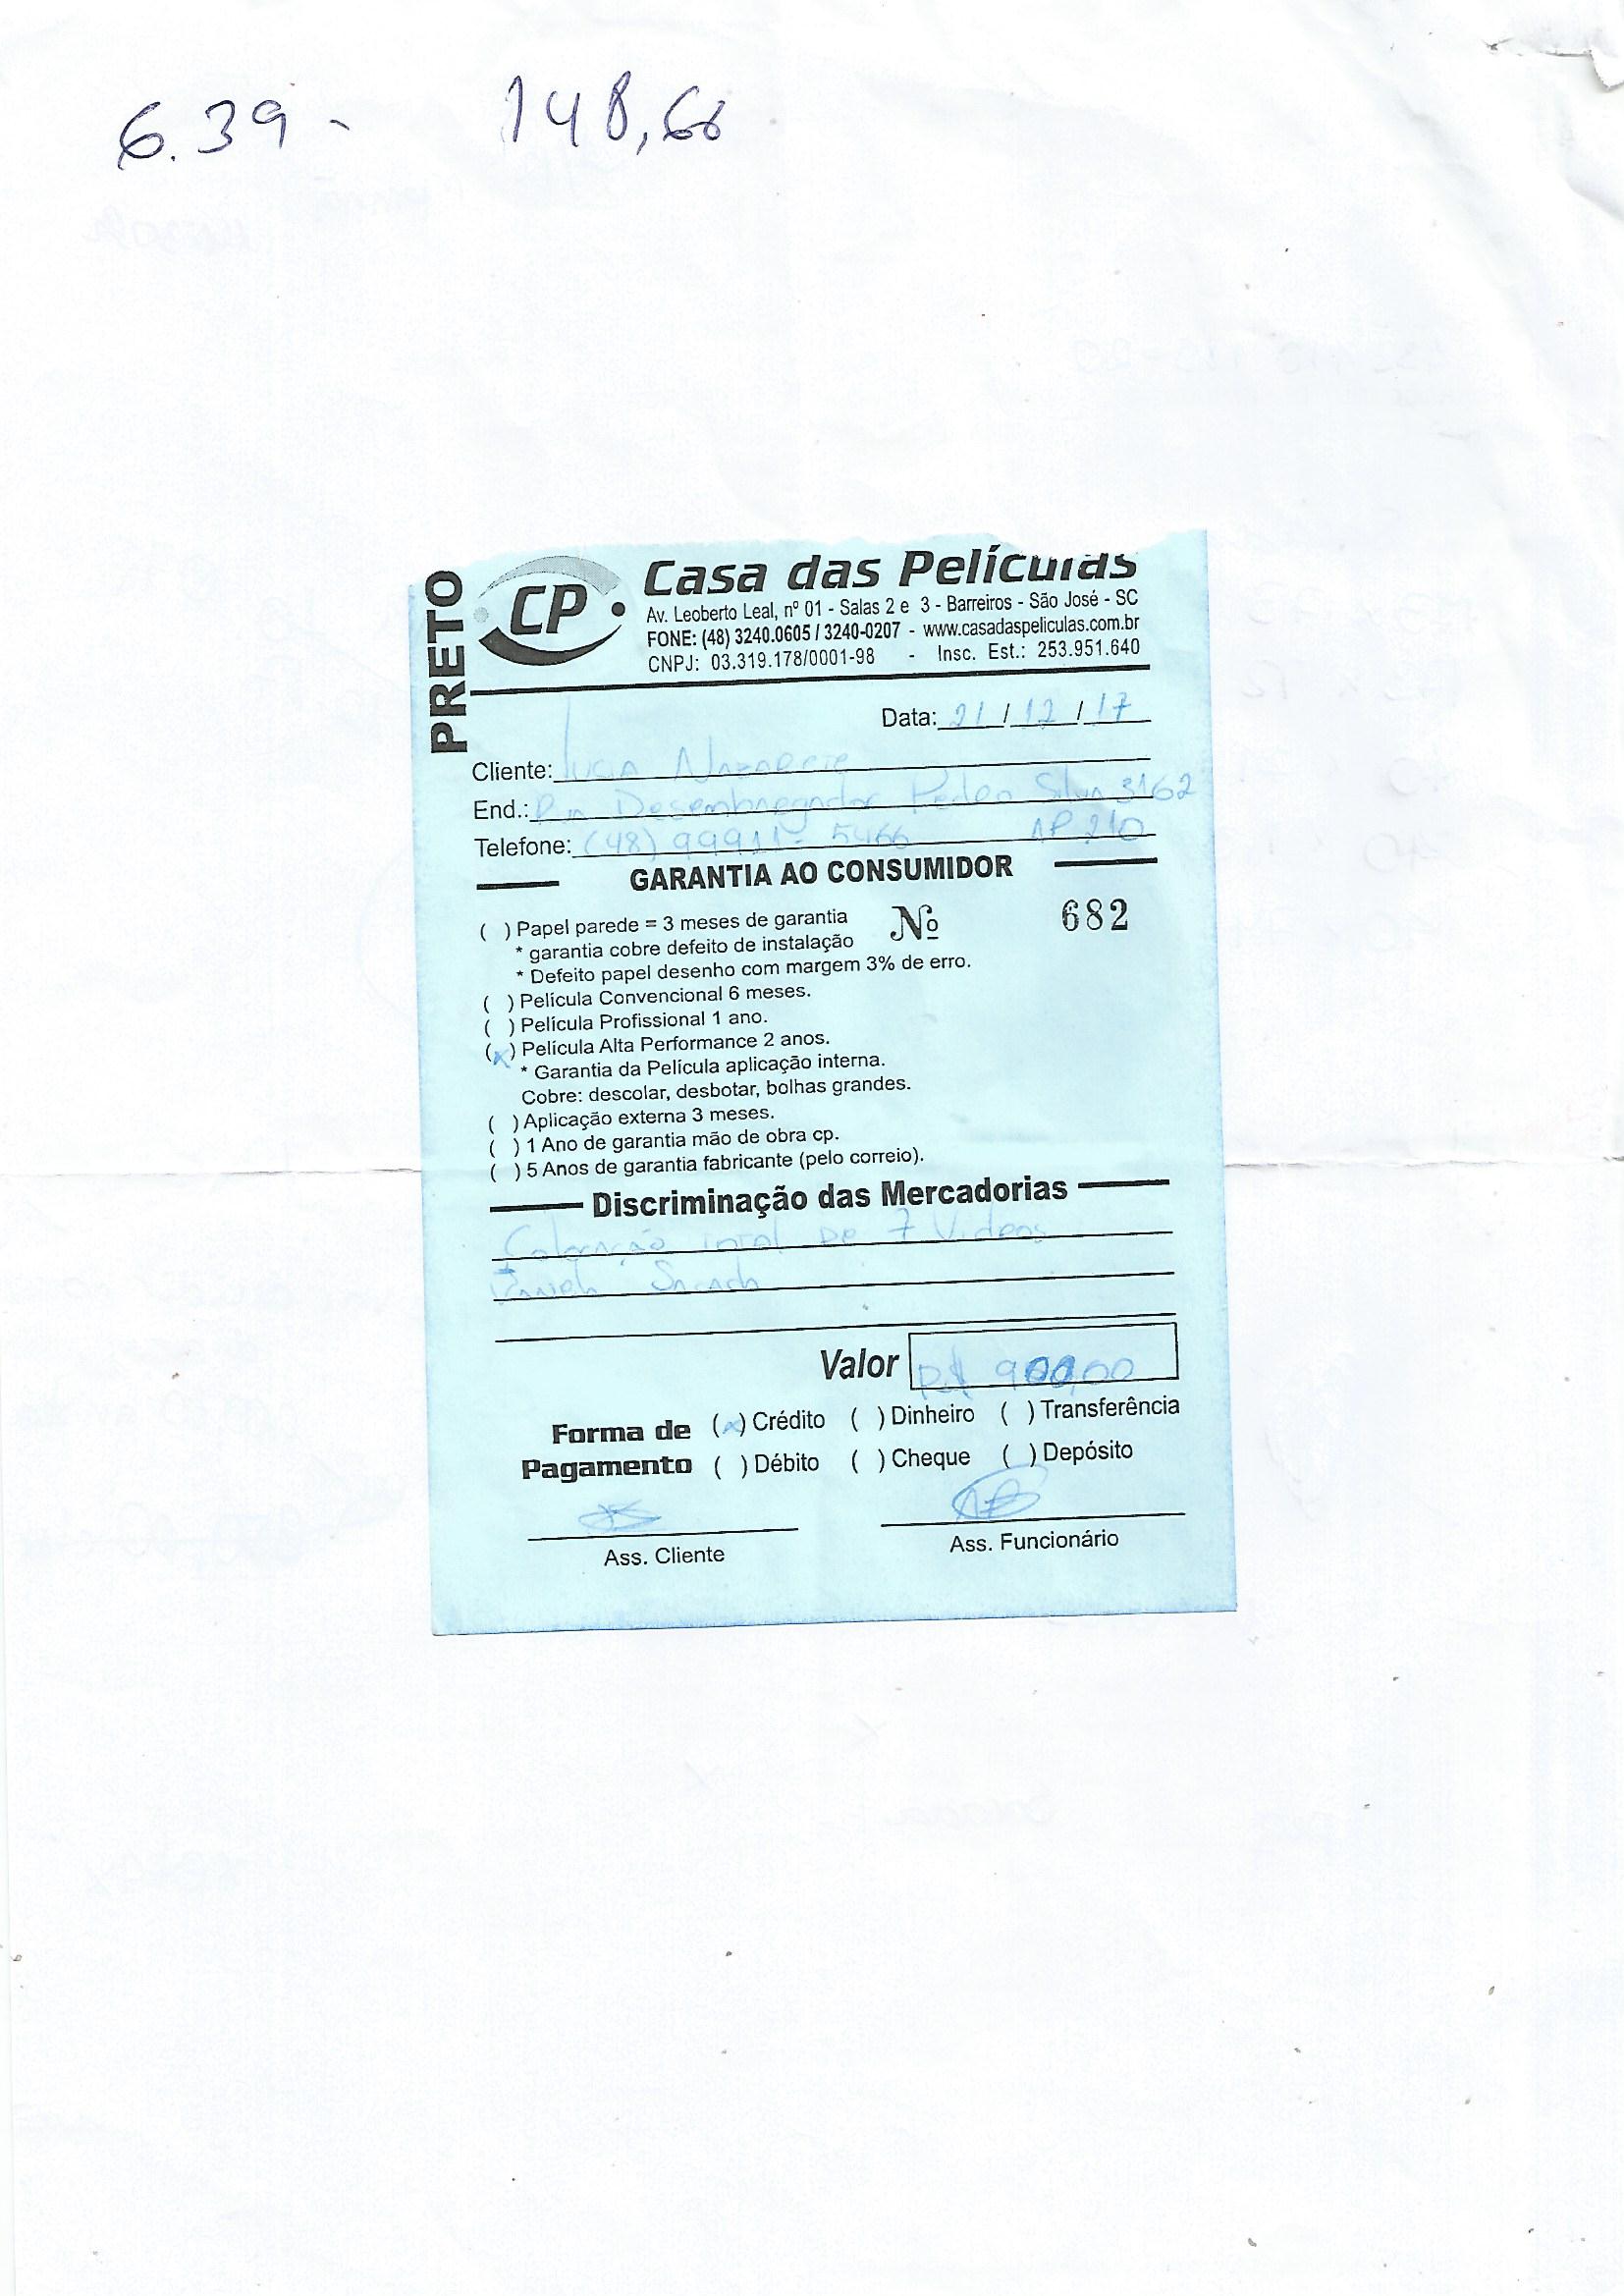 6.39 - 148,66
PRETO
CP
Casa das Películas
Av. Leoberto Leal, nº 01 - Salas 2 e 3 - Barreiros - São José - SC
FONE: (48) 3240.0605 / 3240-0207 - www.casadaspeliculas.com.br
CNPJ: 03.319.178/0001-98 - Insc. Est.: 253.951.640
Data: 21/12/17
Cliente: Lucia Nazarete
End.: Rua Desembargador Pedro Silva 3162
Telefone: (48) 99911-5466 AP. 210
GARANTIA AO CONSUMIDOR
( ) Papel parede = 3 meses de garantia Nº 682
* garantia cobre defeito de instalação
* Defeito papel desenho com margem 3% de erro.
( ) Película Convencional 6 meses.
( ) Película Profissional 1 ano.
(x) Película Alta Performance 2 anos.
* Garantia da Película aplicação interna.
Cobre: descolar, desbotar, bolhas grandes.
( ) Aplicação externa 3 meses.
( ) 1 Ano de garantia mão de obra cp.
( ) 5 Anos de garantia fabricante (pelo correio).
Discriminação das Mercadorias
Colocação total de 7 Vidros
Sacada
Valor R$ 900,00
Forma de (x) Crédito ( ) Dinheiro ( ) Transferência
Pagamento ( ) Débito ( ) Cheque ( ) Depósito
Ass. Cliente
Ass. Funcionário